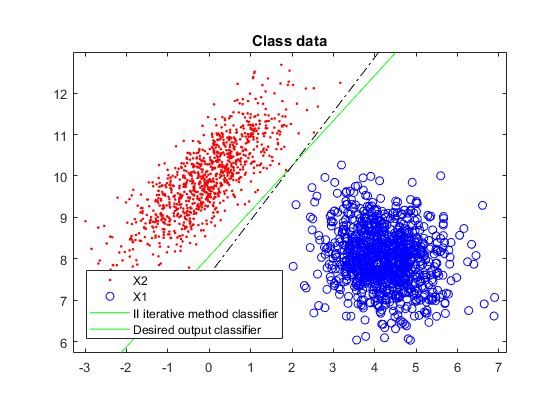 Class data
12
11
10
9
8
7
6
X2
X1
II iterative method classifier
Desired output classifier
-3 -2 -1 0 1 2 3 4 5 6 7